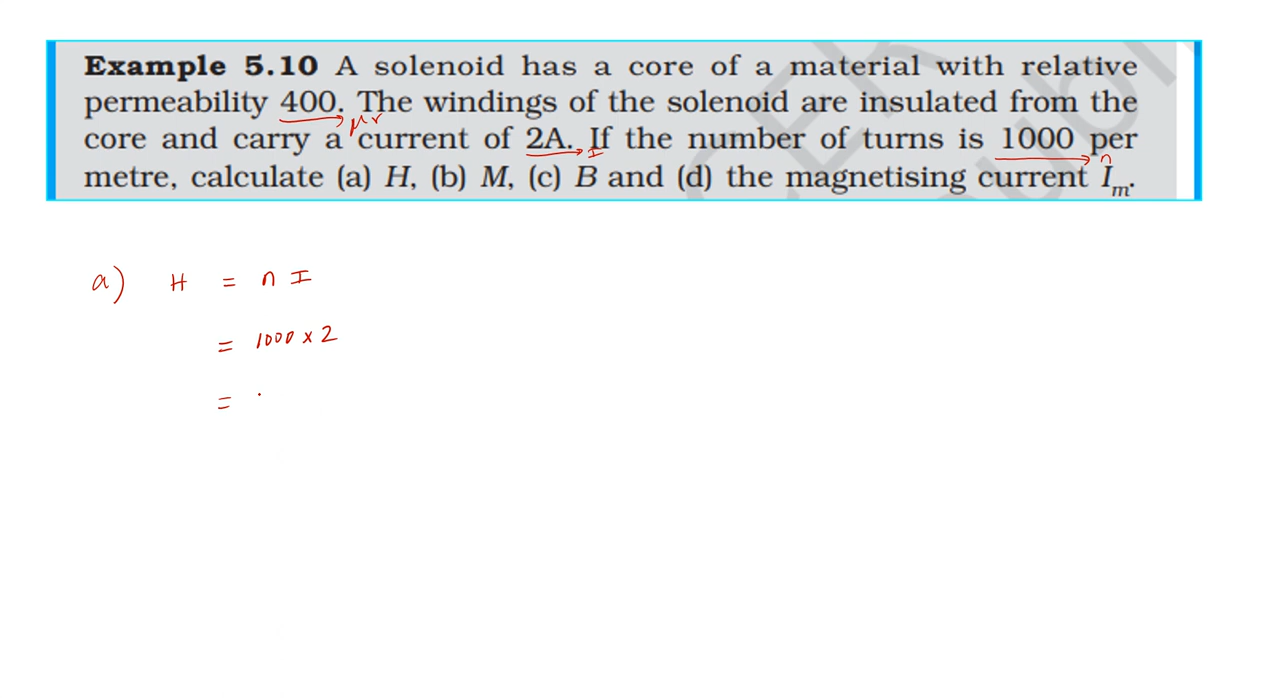 Example 5.10 A solenoid has a core of a material with relative
permeability 400. The windings of the solenoid are insulated from the
μr
core and carry a current of 2A. If the number of turns is 1000 per
I
n
metre, calculate (a) H, (b) M, (c) B and (d) the magnetising current Im.
a) H = n I
= 1000 × 2
=